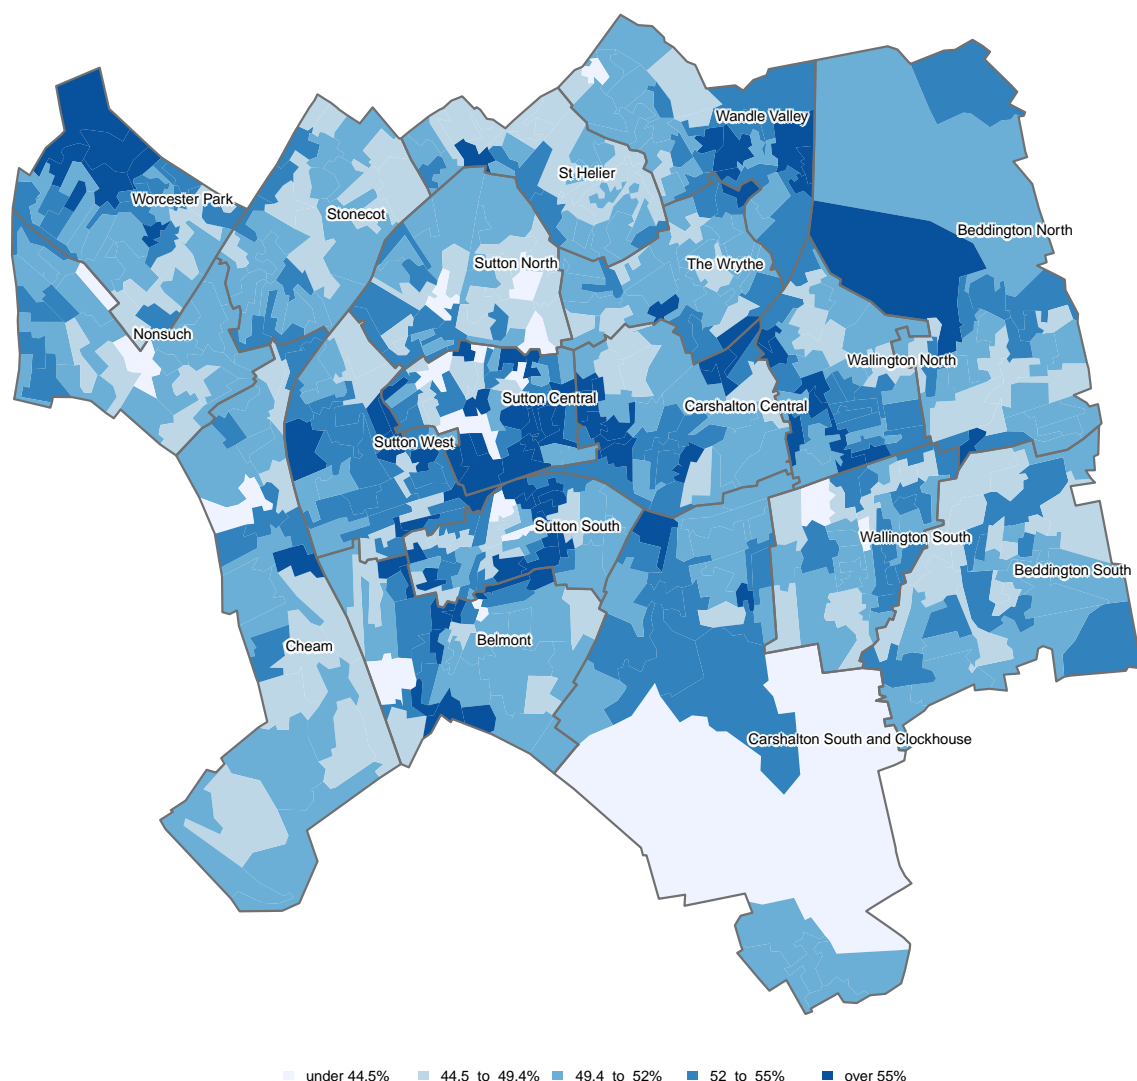 Wandle Valley
St Helier
Worcester Park
Stonecot
Beddington North
Sutton North
The Wrythe
Nonsuch
Wallington North
Sutton Central
Carshalton Central
Sutton West
Sutton South
Wallington South
Beddington South
Cheam
Belmont
Carshalton South and Clockhouse
under 44.5%
44.5 to 49.4%
49.4 to 52%
52 to 55%
over 55%